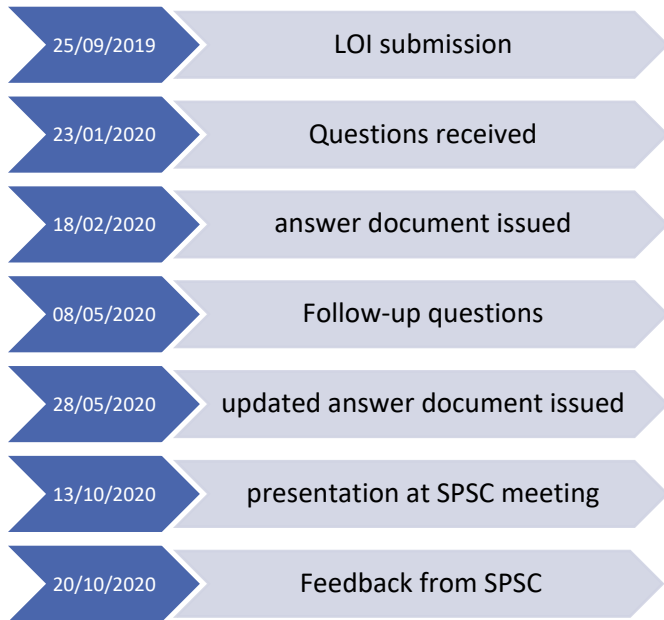 25/09/2019 LOI submission
23/01/2020 Questions received
18/02/2020 answer document issued
08/05/2020 Follow-up questions
28/05/2020 updated answer document issued
13/10/2020 presentation at SPSC meeting
20/10/2020 Feedback from SPSC